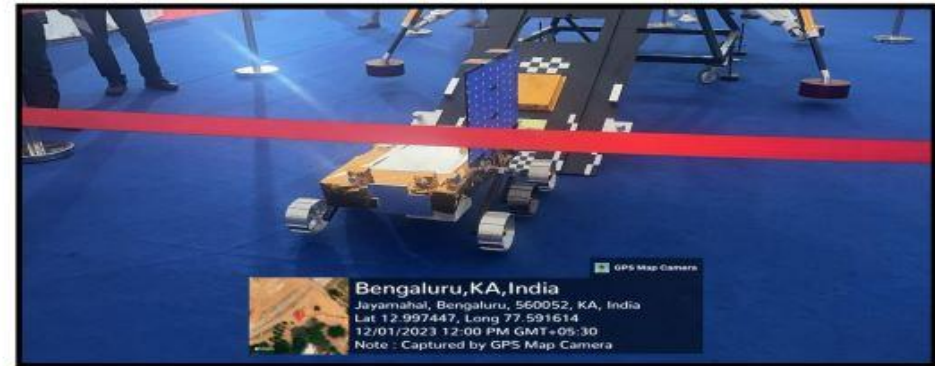 GPS Map Camera
Bengaluru,KA,India
Jayamahal, Bengaluru, 560052, KA, India
Lat 12.997447, Long 77.591614
12/01/2023 12:00 PM GMT+05:30
Note : Captured by GPS Map Camera